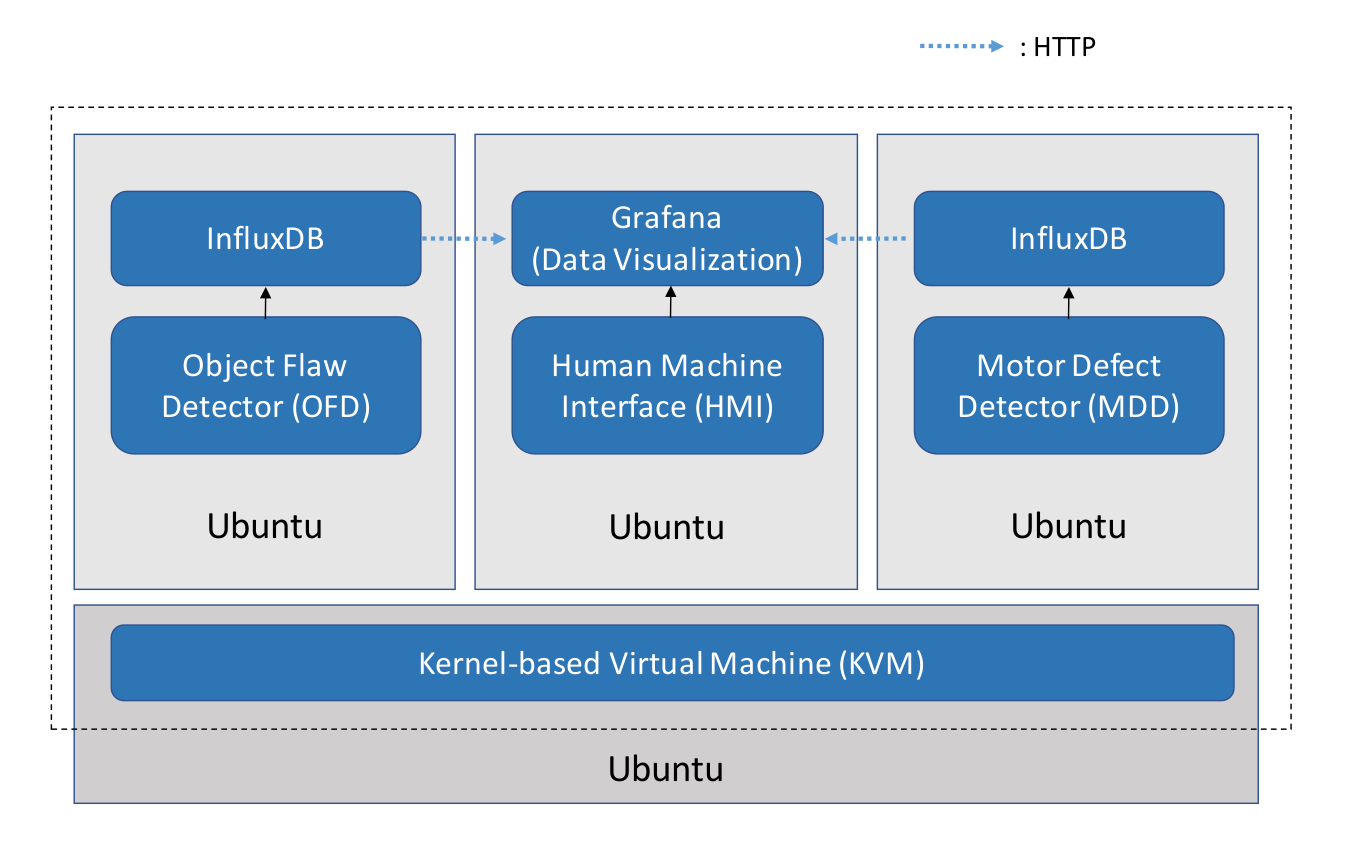 : HTTP
InfluxDB
Grafana
(Data Visualization)
InfluxDB
Object Flaw
Detector (OFD)
Human Machine
Interface (HMI)
Motor Defect
Detector (MDD)
Ubuntu
Ubuntu
Ubuntu
Kernel-based Virtual Machine (KVM)
Ubuntu